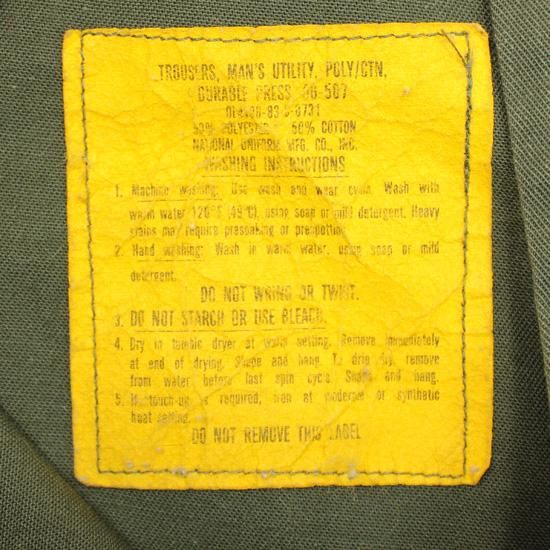 TROUSERS, MAN'S UTILITY, POLY/CTN,
DURABLE PRESS OG-507
50% POLYESTER 50% COTTON
NATIONAL UNIFORM MFG. CO., INC.
WASHING INSTRUCTIONS
1. Machine washing: Use wash and wear cycle. Wash with
warm water 120°F (49°C), using soap or mild detergent. Heavy
stains may require presoaking or prespotting.
2. Hand washing: Wash in warm water, using soap or mild
detergent.
DO NOT WRING OR TWIST.
3. DO NOT STARCH OR USE BLEACH.
4. Dry in tumble dryer at warm setting. Remove immediately
at end of drying. Shape and hang. To drip dry, remove
from water before last spin cycle. Shape and hang.
5. If touch-up is required, iron at moderate or synthetic
heat setting.
DO NOT REMOVE THIS LABEL